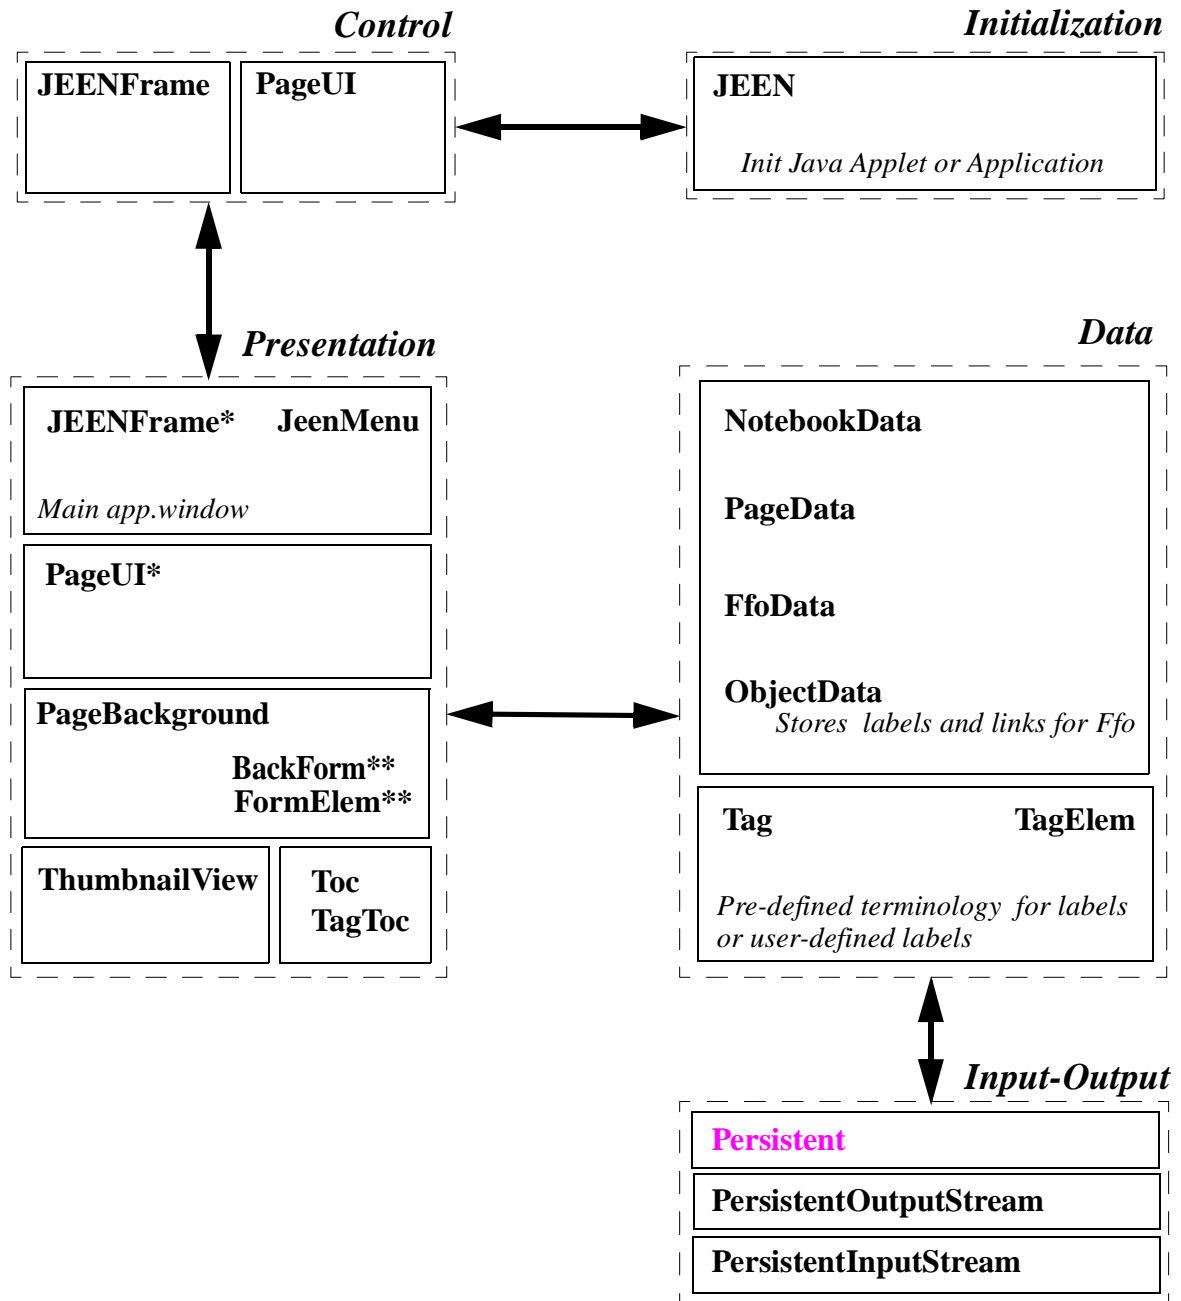 Control
JEENFrame
PageUI
Initialization
JEEN
Init Java Applet or Application
Presentation
JEENFrame* JeenMenu
Main app.window
PageUI*
PageBackground
BackForm**
FormElem**
ThumbnailView
Toc
TagToc
Data
NotebookData
PageData
FfoData
ObjectData
Stores labels and links for Ffo
Tag TagElem
Pre-defined terminology for labels
or user-defined labels
Input-Output
Persistent
PersistentOutputStream
PersistentInputStream